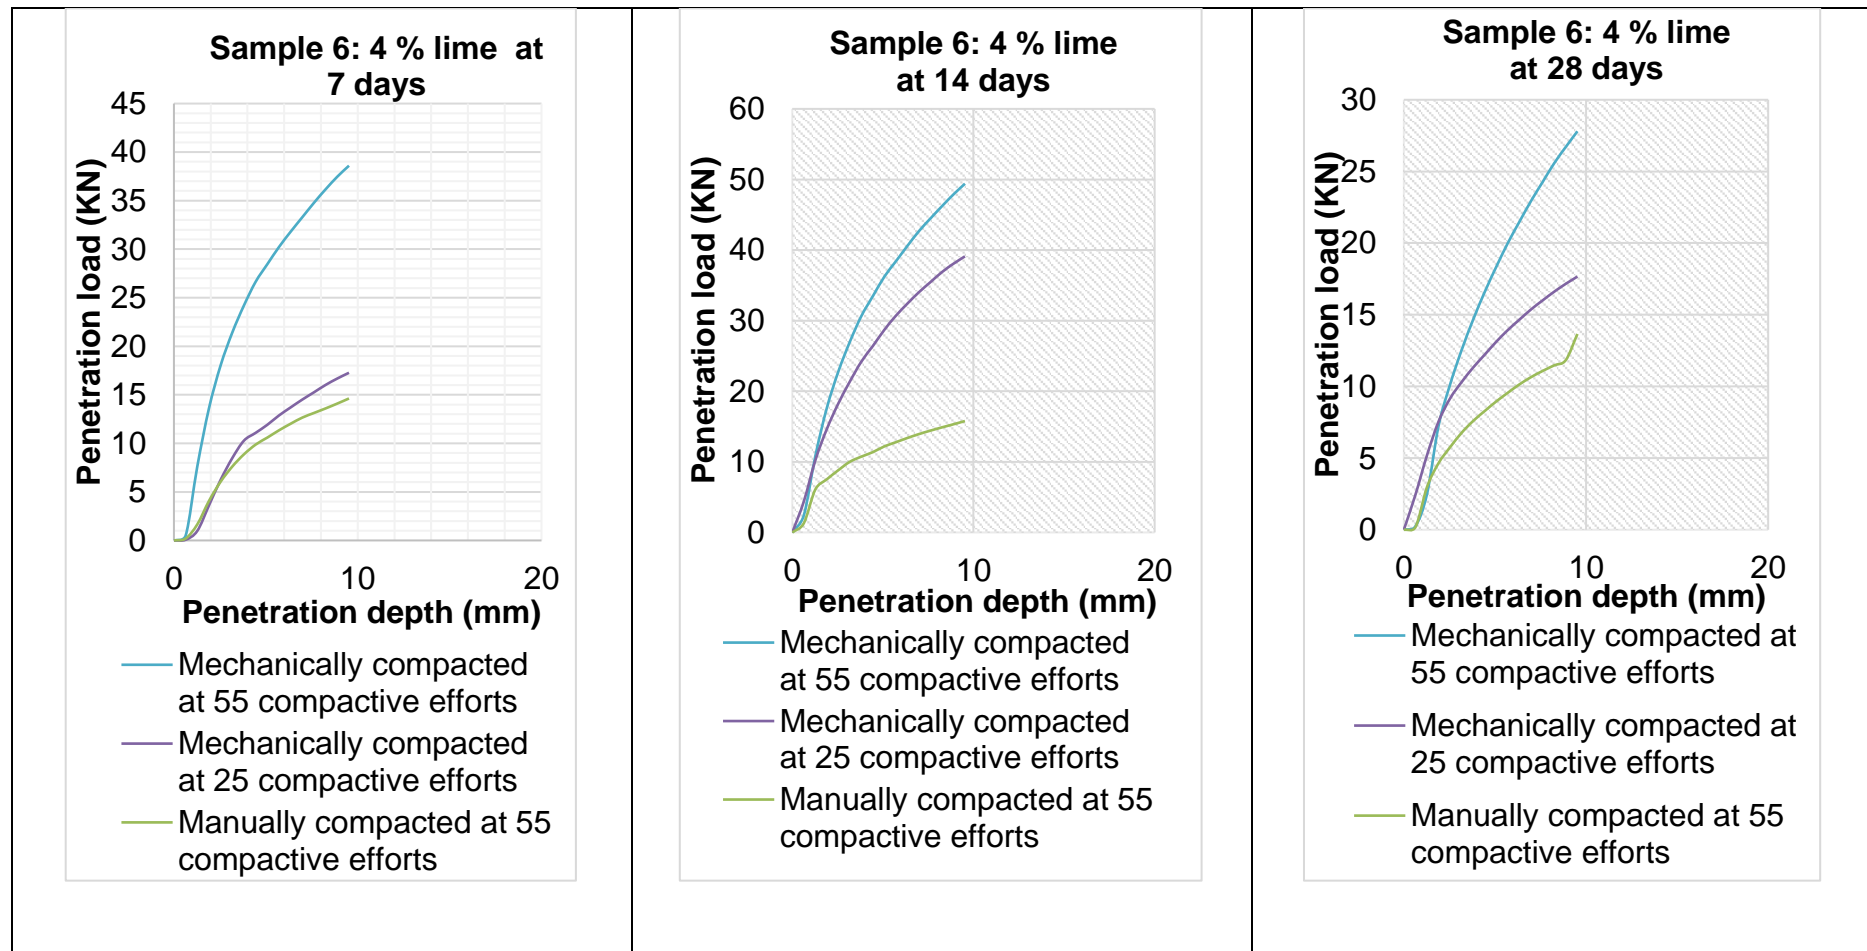 Sample 6: 4 % lime at
7 days
45
40
35
30
25
20
15
10
5
0
Penetration load (KN)
0 10 20
Penetration depth (mm)
Mechanically compacted
at 55 compactive efforts
Mechanically compacted
at 25 compactive efforts
Manually compacted at 55
compactive efforts
Sample 6: 4 % lime
at 14 days
60
50
40
30
20
10
0
Penetration load (KN)
0 10 20
Penetration depth (mm)
Mechanically compacted
at 55 compactive efforts
Mechanically compacted
at 25 compactive efforts
Manually compacted at 55
compactive efforts
Sample 6: 4 % lime
at 28 days
30
25
20
15
10
5
0
Penetration load (KN)
0 10 20
Penetration depth (mm)
Mechanically compacted at
55 compactive efforts
Mechanically compacted at
25 compactive efforts
Manually compacted at 55
compactive efforts